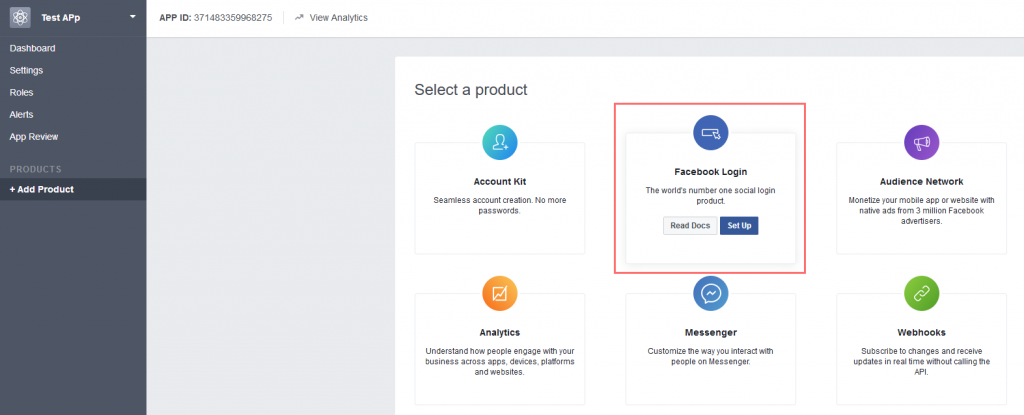 Test APp
APP ID: 371483359968275
View Analytics
Dashboard
Settings
Roles
Alerts
App Review
PRODUCTS
+ Add Product
Select a product
Account Kit
Seamless account creation. No more
passwords.
Facebook Login
The world's number one social login
product.
Read Docs
Set Up
Audience Network
Monetize your mobile app or website with
native ads from 3 million Facebook
advertisers.
Analytics
Understand how people engage with your
business across apps, devices, platforms
and websites.
Messenger
Customize the way you interact with
people on Messenger.
Webhooks
Subscribe to changes and receive
updates in real time without calling the
API.